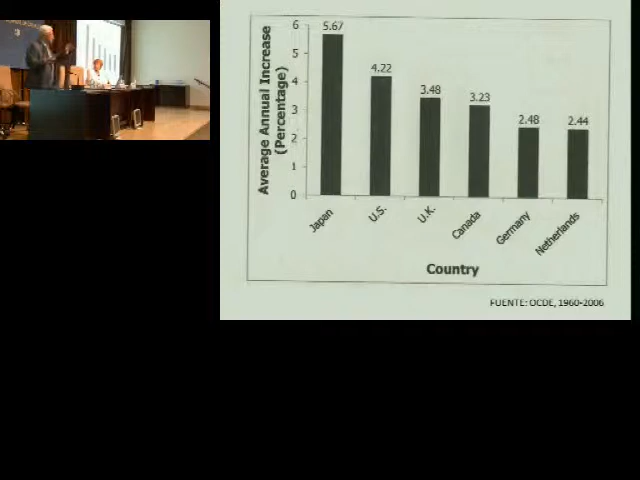 Average Annual Increase
(Percentage)
6
5
4
3
2
1
0
5.67
4.22
3.48
3.23
2.48
2.44
Japan
U.S.
U.K.
Canada
Germany
Netherlands
Country
FUENTE: OCDE, 1960-2006